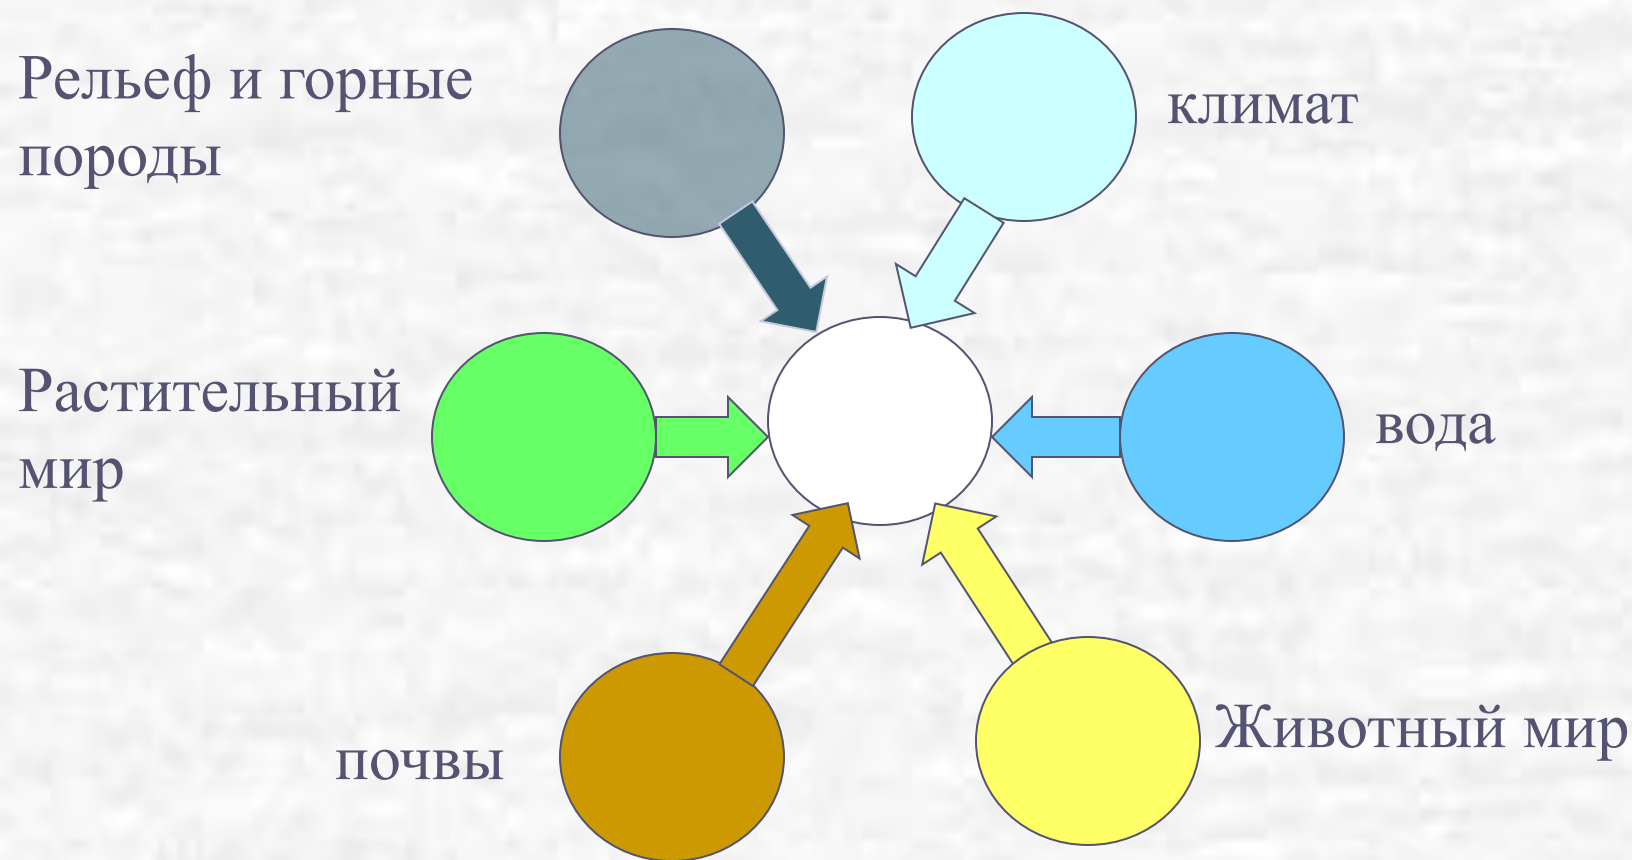 Рельеф и горные
породы
климат
Растительный
мир
вода
почвы
Животный мир